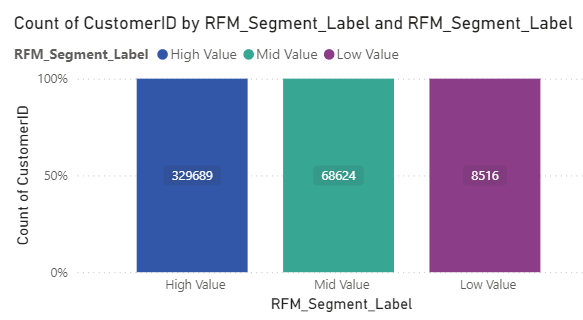 Count of CustomerID by RFM_Segment_Label and RFM_Segment_Label
RFM_Segment_Label High Value Mid Value Low Value
100%
50%
0%
Count of CustomerID
329689 68624 8516
High Value Mid Value Low Value
RFM_Segment_Label